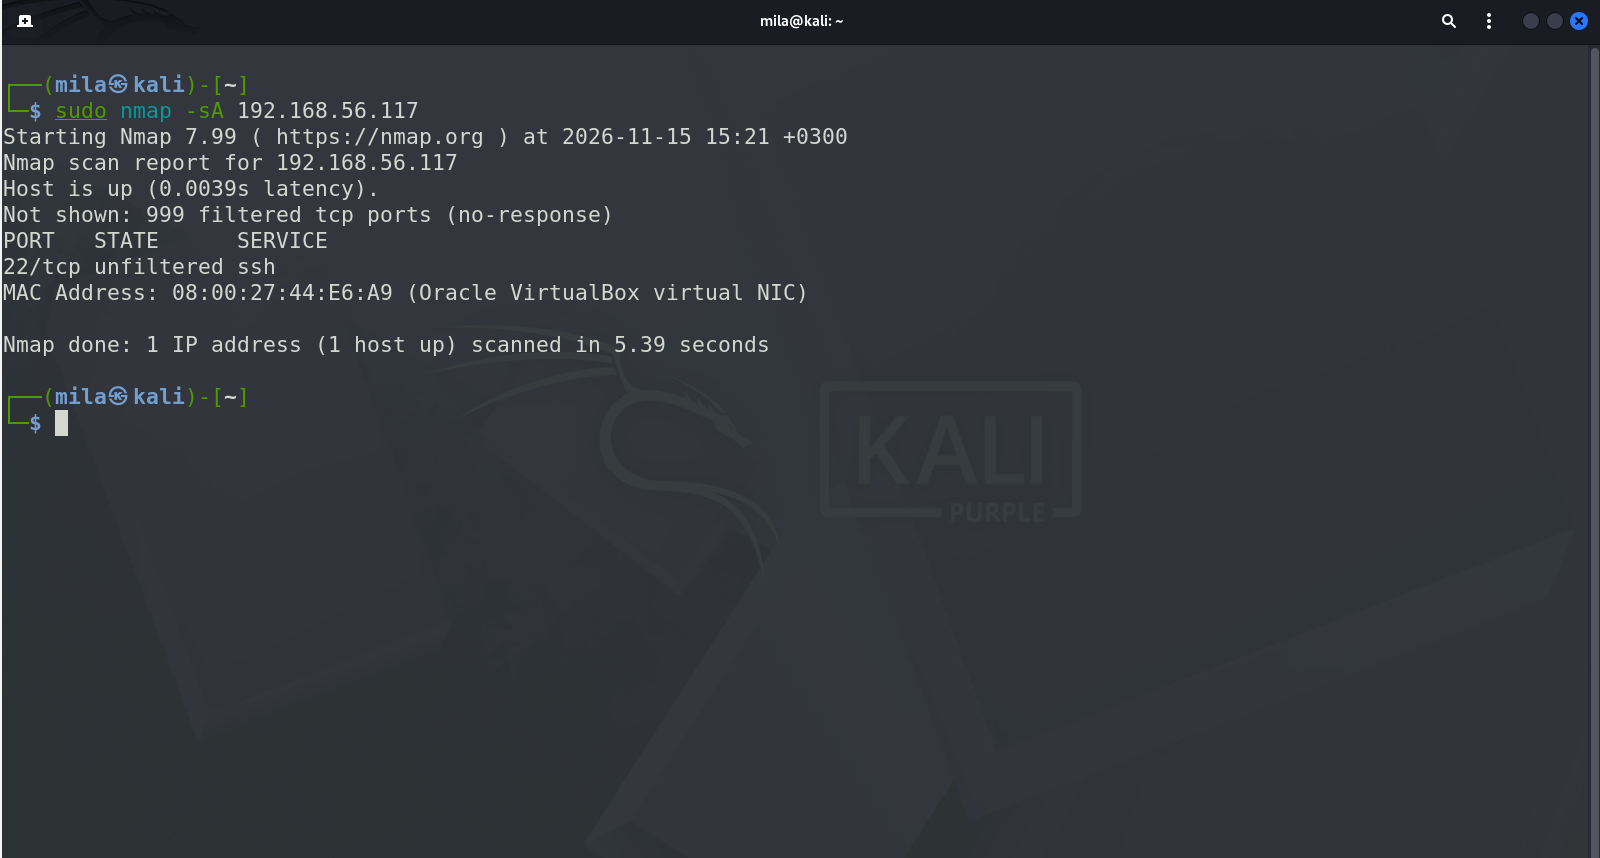 mila@kali: ~
┌──(mila㉿kali)-[~]
└─$ sudo nmap -sA 192.168.56.117
Starting Nmap 7.99 ( https://nmap.org ) at 2026-11-15 15:21 +0300
Nmap scan report for 192.168.56.117
Host is up (0.0039s latency).
Not shown: 999 filtered tcp ports (no-response)
PORT   STATE      SERVICE
22/tcp unfiltered ssh
MAC Address: 08:00:27:44:E6:A9 (Oracle VirtualBox virtual NIC)
Nmap done: 1 IP address (1 host up) scanned in 5.39 seconds
┌──(mila㉿kali)-[~]
└─$
KALI
PURPLE